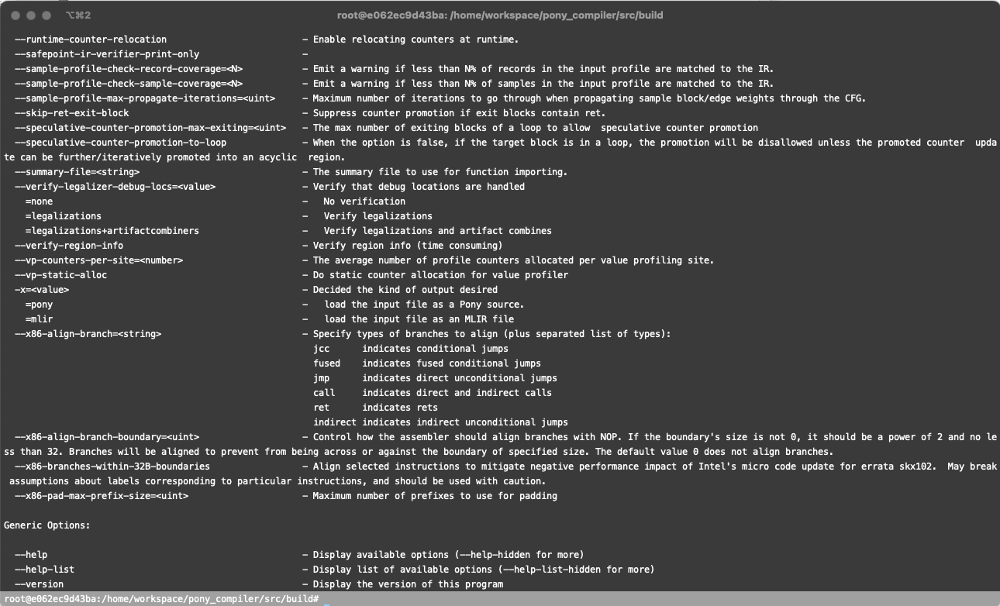 ⌥⌘2 root@e062ec9d43ba: /home/workspace/pony_compiler/src/build
--runtime-counter-relocation - Enable relocating counters at runtime.
--safepoint-ir-verifier-print-only -
--sample-profile-check-record-coverage=<N> - Emit a warning if less than N% of records in the input profile are matched to the IR.
--sample-profile-check-sample-coverage=<N> - Emit a warning if less than N% of samples in the input profile are matched to the IR.
--sample-profile-max-propagate-iterations=<uint> - Maximum number of iterations to go through when propagating sample block/edge weights through the CFG.
--skip-ret-exit-block - Suppress counter promotion if exit blocks contain ret.
--speculative-counter-promotion-max-exiting=<uint> - The max number of exiting blocks of a loop to allow  speculative counter promotion
--speculative-counter-promotion-to-loop - When the option is false, if the target block is in a loop, the promotion will be disallowed unless the promoted counter  upda
te can be further/iteratively promoted into an acyclic  region.
--summary-file=<string> - The summary file to use for function importing.
--verify-legalizer-debug-locs=<value> - Verify that debug locations are handled
=none - No verification
=legalizations - Verify legalizations
=legalizations+artifactcombiners - Verify legalizations and artifact combines
--verify-region-info - Verify region info (time consuming)
--vp-counters-per-site=<number> - The average number of profile counters allocated per value profiling site.
--vp-static-alloc - Do static counter allocation for value profiler
-x=<value> - Decided the kind of output desired
=pony - load the input file as a Pony source.
=mlir - load the input file as an MLIR file
--x86-align-branch=<string> - Specify types of branches to align (plus separated list of types):
jcc indicates conditional jumps
fused indicates fused conditional jumps
jmp indicates direct unconditional jumps
call indicates direct and indirect calls
ret indicates rets
indirect indicates indirect unconditional jumps
--x86-align-branch-boundary=<uint> - Control how the assembler should align branches with NOP. If the boundary's size is not 0, it should be a power of 2 and no le
ss than 32. Branches will be aligned to prevent from being across or against the boundary of specified size. The default value 0 does not align branches.
--x86-branches-within-32B-boundaries - Align selected instructions to mitigate negative performance impact of Intel's micro code update for errata skx102.  May break
assumptions about labels corresponding to particular instructions, and should be used with caution.
--x86-pad-max-prefix-size=<uint> - Maximum number of prefixes to use for padding
Generic Options:
--help - Display available options (--help-hidden for more)
--help-list - Display list of available options (--help-list-hidden for more)
--version - Display the version of this program
root@e062ec9d43ba:/home/workspace/pony_compiler/src/build#